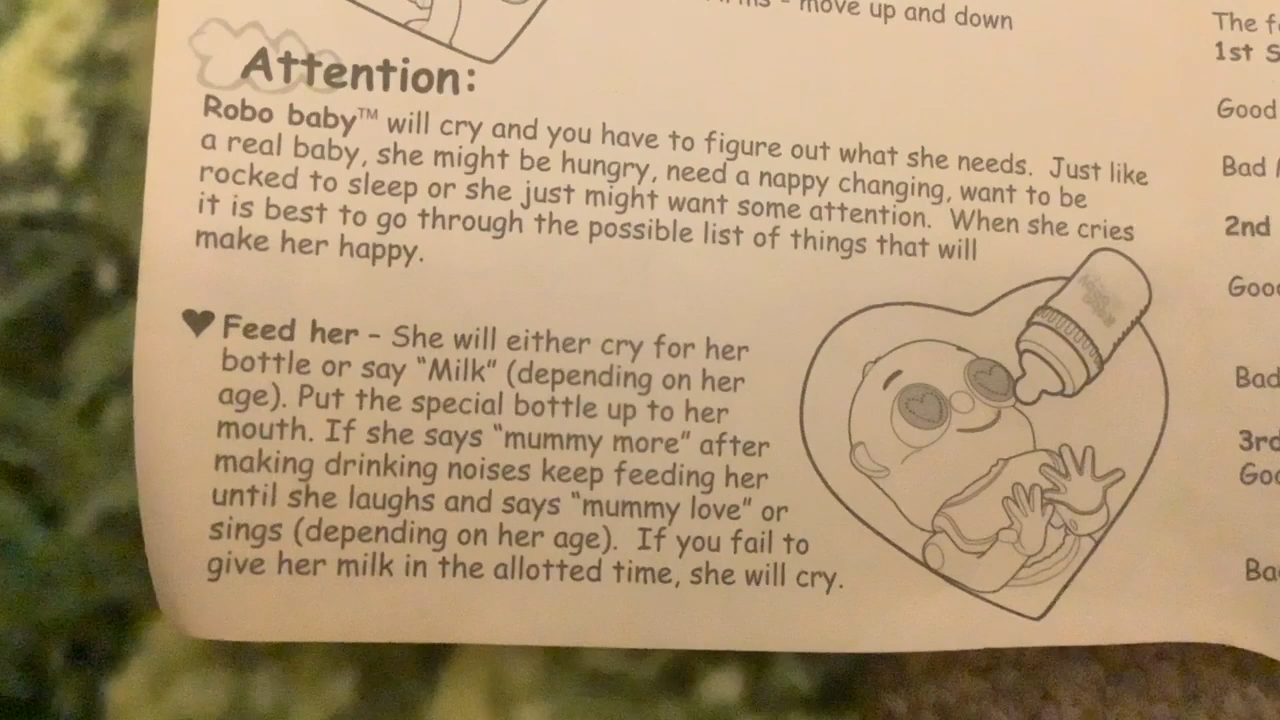 move up and down
Attention:
Robo baby™ will cry and you have to figure out what she needs. Just like
a real baby, she might be hungry, need a nappy changing, want to be
rocked to sleep or she just might want some attention. When she cries
it is best to go through the possible list of things that will
make her happy.
♥ Feed her - She will either cry for her
bottle or say "Milk" (depending on her
age). Put the special bottle up to her
mouth. If she says "mummy more" after
making drinking noises keep feeding her
until she laughs and says "mummy love" or
sings (depending on her age). If you fail to
give her milk in the allotted time, she will cry.
The
1st
Good
Bad
2nd
Bad